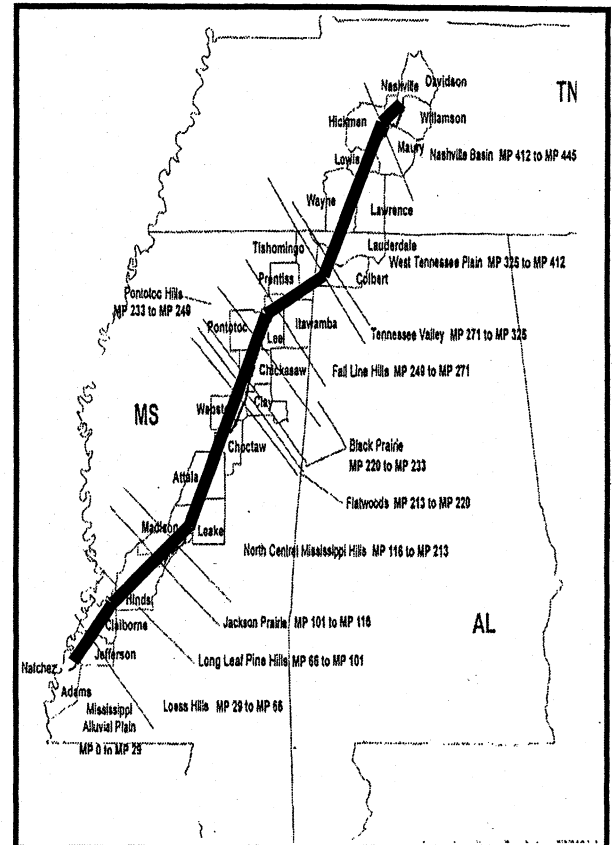 Davidson
Nashville
TN
Hickman
Williamson
Maury
Nashville Basin MP 412 to MP 445
Lewis
Wayne
Lawrence
Tishomingo
Lauderdale
West Tennessee Plain MP 325 to MP 412
Prentiss
Colbert
Pontotoc Hills
MP 233 to MP 249
Itawamba
Tennessee Valley MP 271 to MP 325
Pontotoc
Lee
Chickasaw
Fall Line Hills MP 249 to MP 271
MS
Webst
Clay
Choctaw
Black Prairie
MP 220 to MP 233
Attala
Flatwoods MP 213 to MP 220
Madison
Leake
North Central Mississippi Hills MP 116 to MP 213
Hinds
Jackson Prairie MP 101 to MP 116
AL
Claiborne
Jefferson
Long Leaf Pine Hills MP 66 to MP 101
Natchez
Adams
Loess Hills MP 29 to MP 66
Mississippi
Alluvial Plain
MP 0 to MP 29